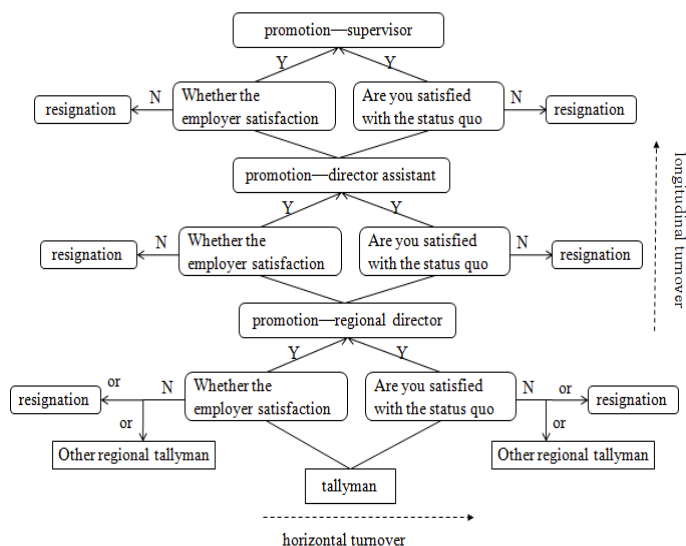 promotion—supervisor
Y
Y
resignation
N
Whether the
employer satisfaction
Are you satisfied
with the status quo
N
resignation
promotion—director assistant
Y
Y
resignation
N
Whether the
employer satisfaction
Are you satisfied
with the status quo
N
resignation
longitudinal turnover
promotion—regional director
Y
Y
resignation
or
N
or
Whether the
employer satisfaction
Are you satisfied
with the status quo
N
or
or
resignation
Other regional tallyman
Other regional tallyman
tallyman
horizontal turnover